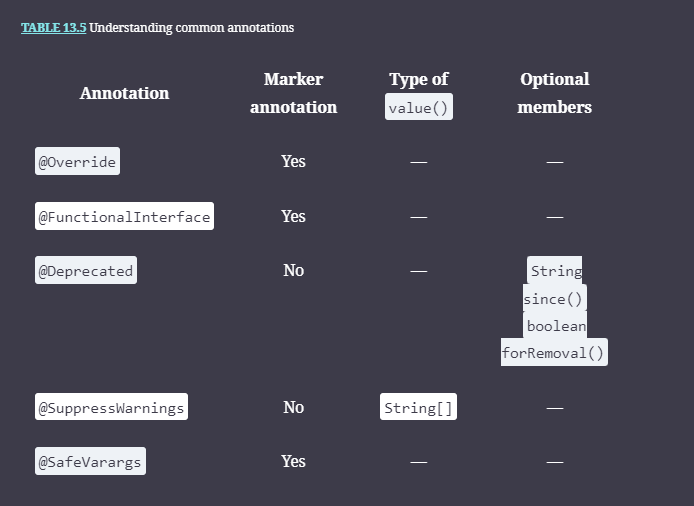 TABLE 13.5 Understanding common annotations
Annotation Marker annotation Type of value() Optional members
@Override Yes — —
@FunctionalInterface Yes — —
@Deprecated No — String since() boolean forRemoval()
@SuppressWarnings No String[] —
@SafeVarargs Yes — —